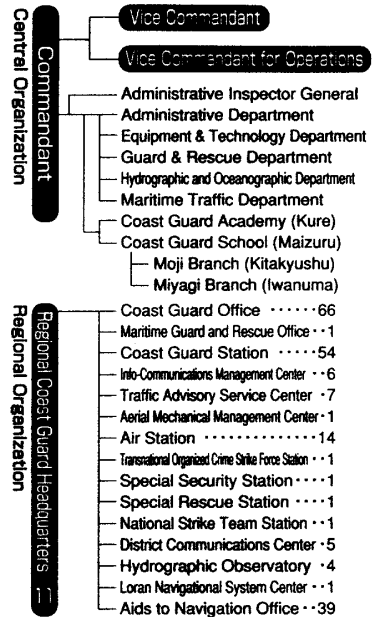 Central Organization
Commandant
Vice Commandant
Vice Commandant for Operations
Administrative Inspector General
Administrative Department
Equipment & Technology Department
Guard & Rescue Department
Hydrographic and Oceanographic Department
Maritime Traffic Department
Coast Guard Academy (Kure)
Coast Guard School (Maizuru)
Moji Branch (Kitakyushu)
Miyagi Branch (Iwanuma)
Regional Organization
Regional Coast Guard Headquarters 11
Coast Guard Office ······66
Maritime Guard and Rescue Office ··1
Coast Guard Station ·····54
Info-Communications Management Center ··6
Traffic Advisory Service Center ·7
Aerial Mechanical Management Center ·1
Air Station ··············14
Transnational Organized Crime Strike Force Station ··1
Special Security Station ····1
Special Rescue Station ····1
National Strike Team Station ··1
District Communications Center ·5
Hydrographic Observatory ·4
Loran Navigational System Center ··1
Aids to Navigation Office ··39